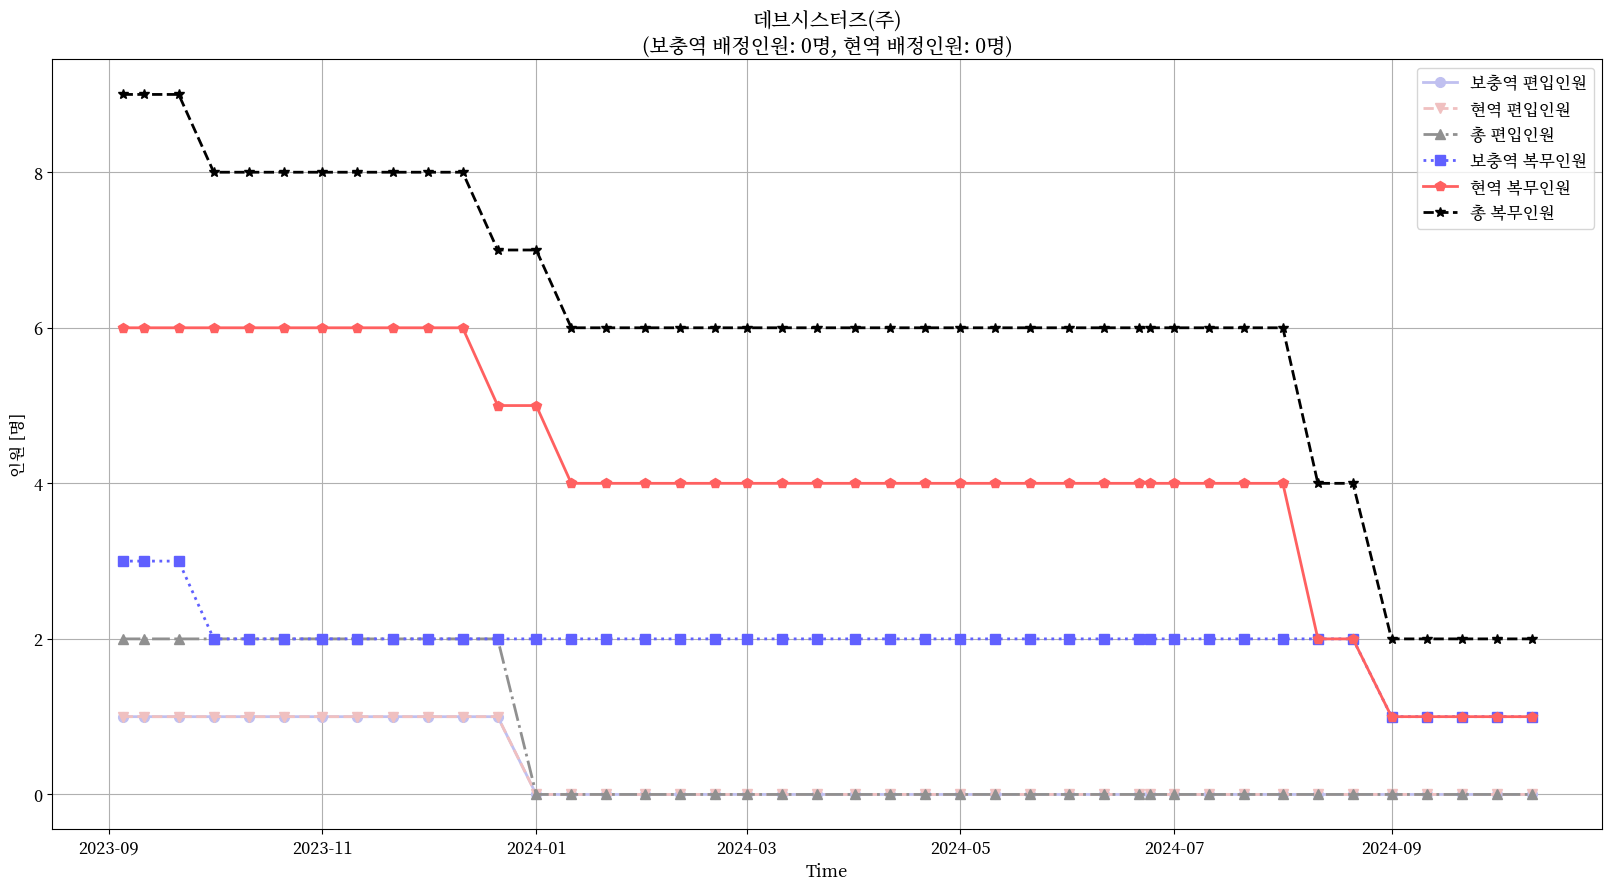 데브시스터즈(주)
(보충역 배정인원: 0명, 현역 배정인원: 0명)
보충역 편입인원
현역 편입인원
총 편입인원
보충역 복무인원
현역 복무인원
총 복무인원
인원 [명]
8
6
4
2
0
2023-09
2023-11
2024-01
2024-03
2024-05
2024-07
2024-09
Time